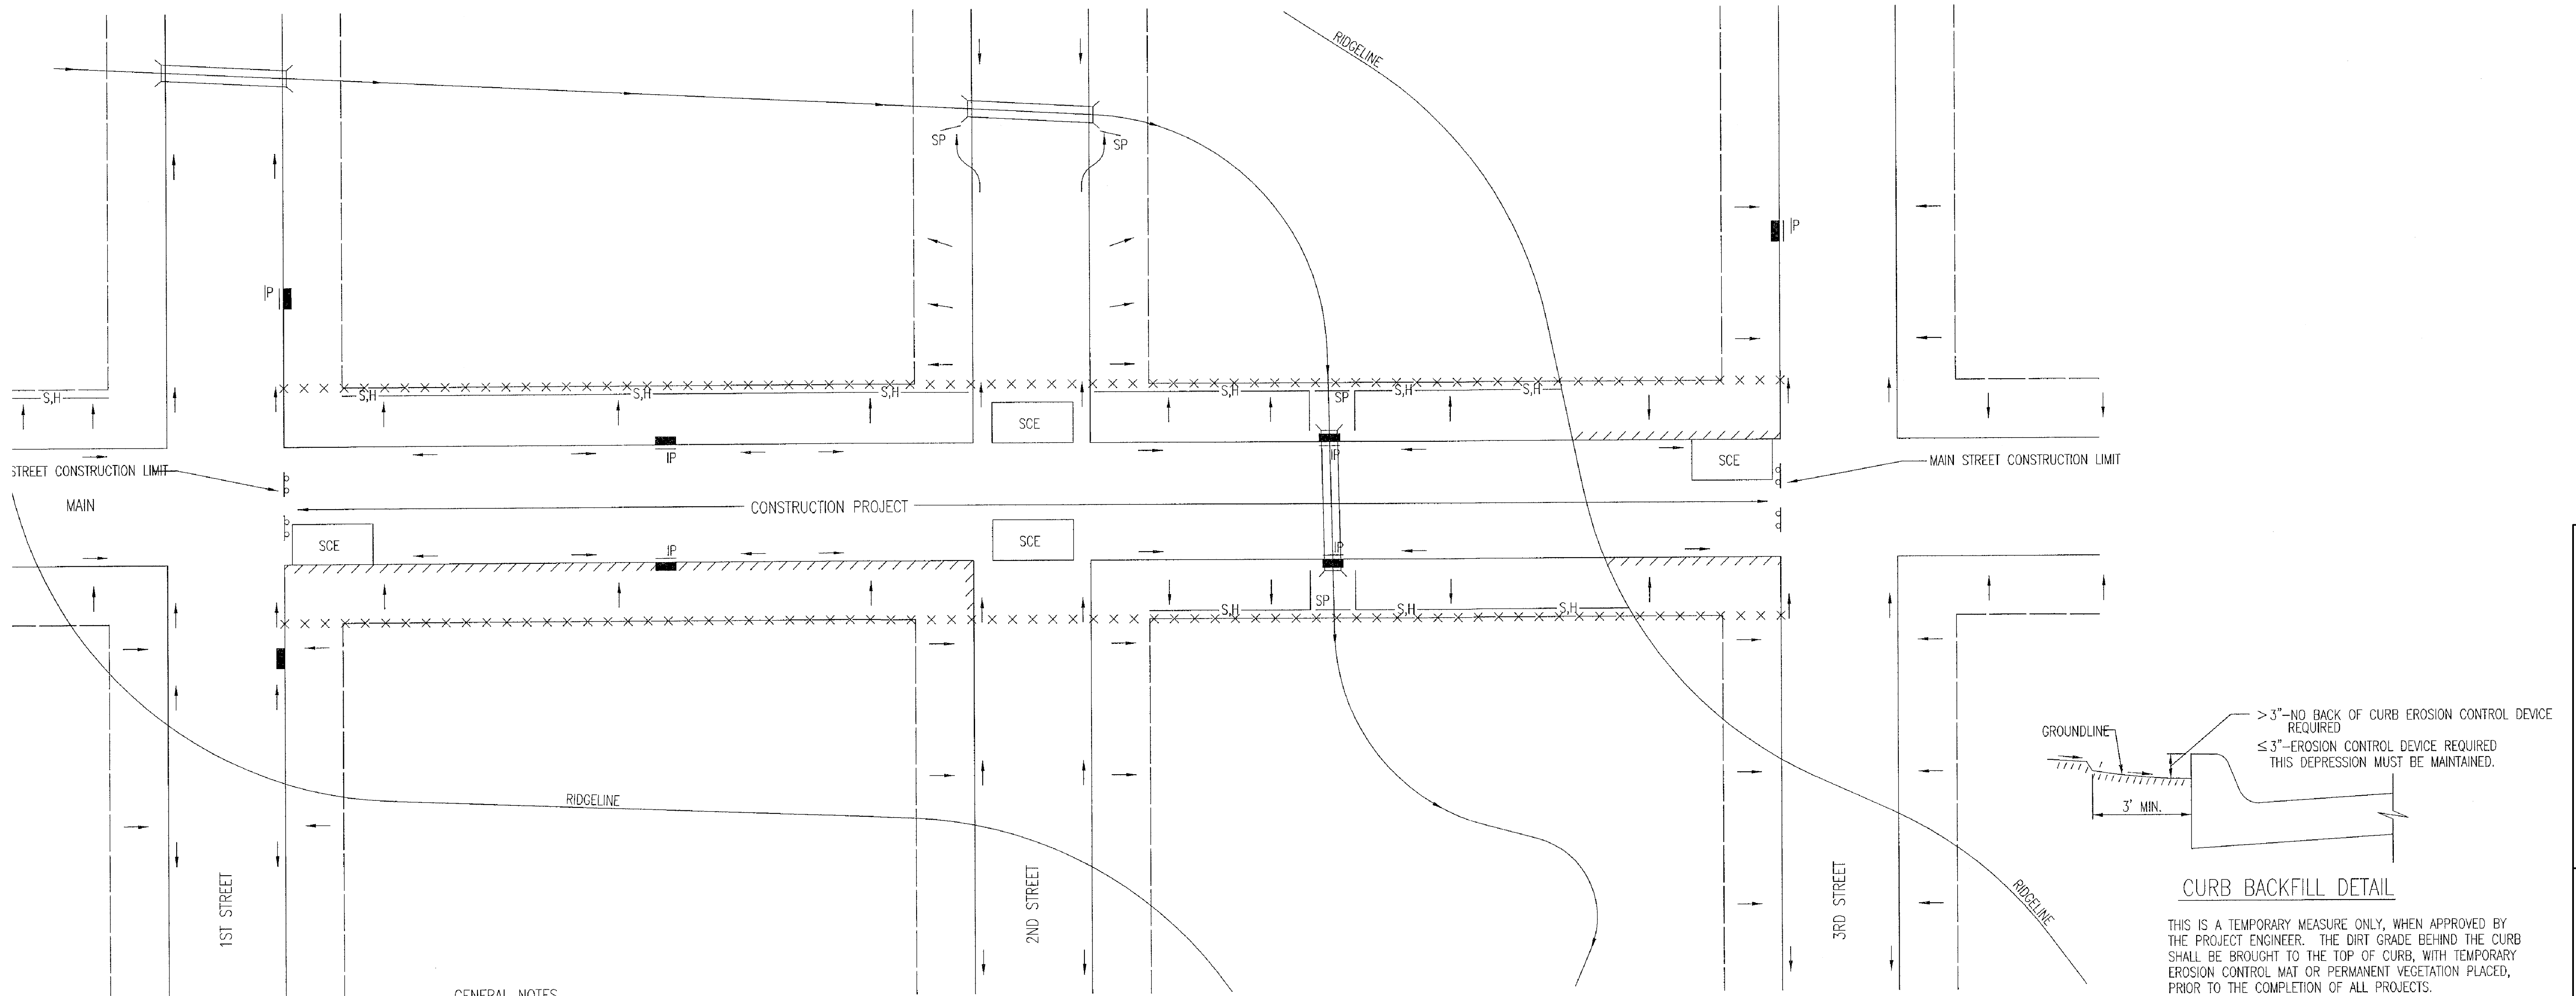 RIDGELINE
SP
SP
IP
IP
S,H
S,H
S,H
S,H
S,H
S,H
S,H
SP
SCE
STREET CONSTRUCTION LIMIT
IP
IP
SCE
MAIN STREET CONSTRUCTION LIMIT
MAIN
CONSTRUCTION PROJECT
SCE
IP
SCE
IP
S,H
SP
S,H
S,H
RIDGELINE
1ST STREET
2ND STREET
3RD STREET
RIDGELINE
GENERAL NOTES
GROUNDLINE
>3"-NO BACK OF CURB EROSION CONTROL DEVICE
REQUIRED
≤3"-EROSION CONTROL DEVICE REQUIRED
THIS DEPRESSION MUST BE MAINTAINED.
3' MIN.
CURB BACKFILL DETAIL
THIS IS A TEMPORARY MEASURE ONLY, WHEN APPROVED BY
THE PROJECT ENGINEER. THE DIRT GRADE BEHIND THE CURB
SHALL BE BROUGHT TO THE TOP OF CURB, WITH TEMPORARY
EROSION CONTROL MAT OR PERMANENT VEGETATION PLACED,
PRIOR TO THE COMPLETION OF ALL PROJECTS.